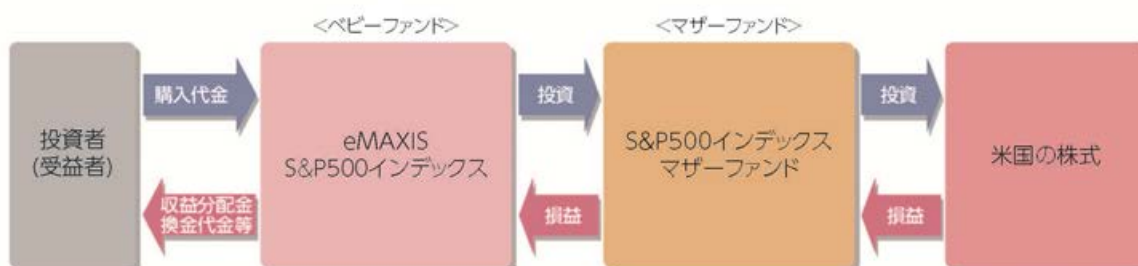 <ベビーファンド>
<マザーファンド>
投資者
(受益者)
購入代金
収益分配金
換金代金等
eMAXIS
S&P500インデックス
投資
損益
S&P500インデックス
マザーファンド
投資
損益
米国の株式